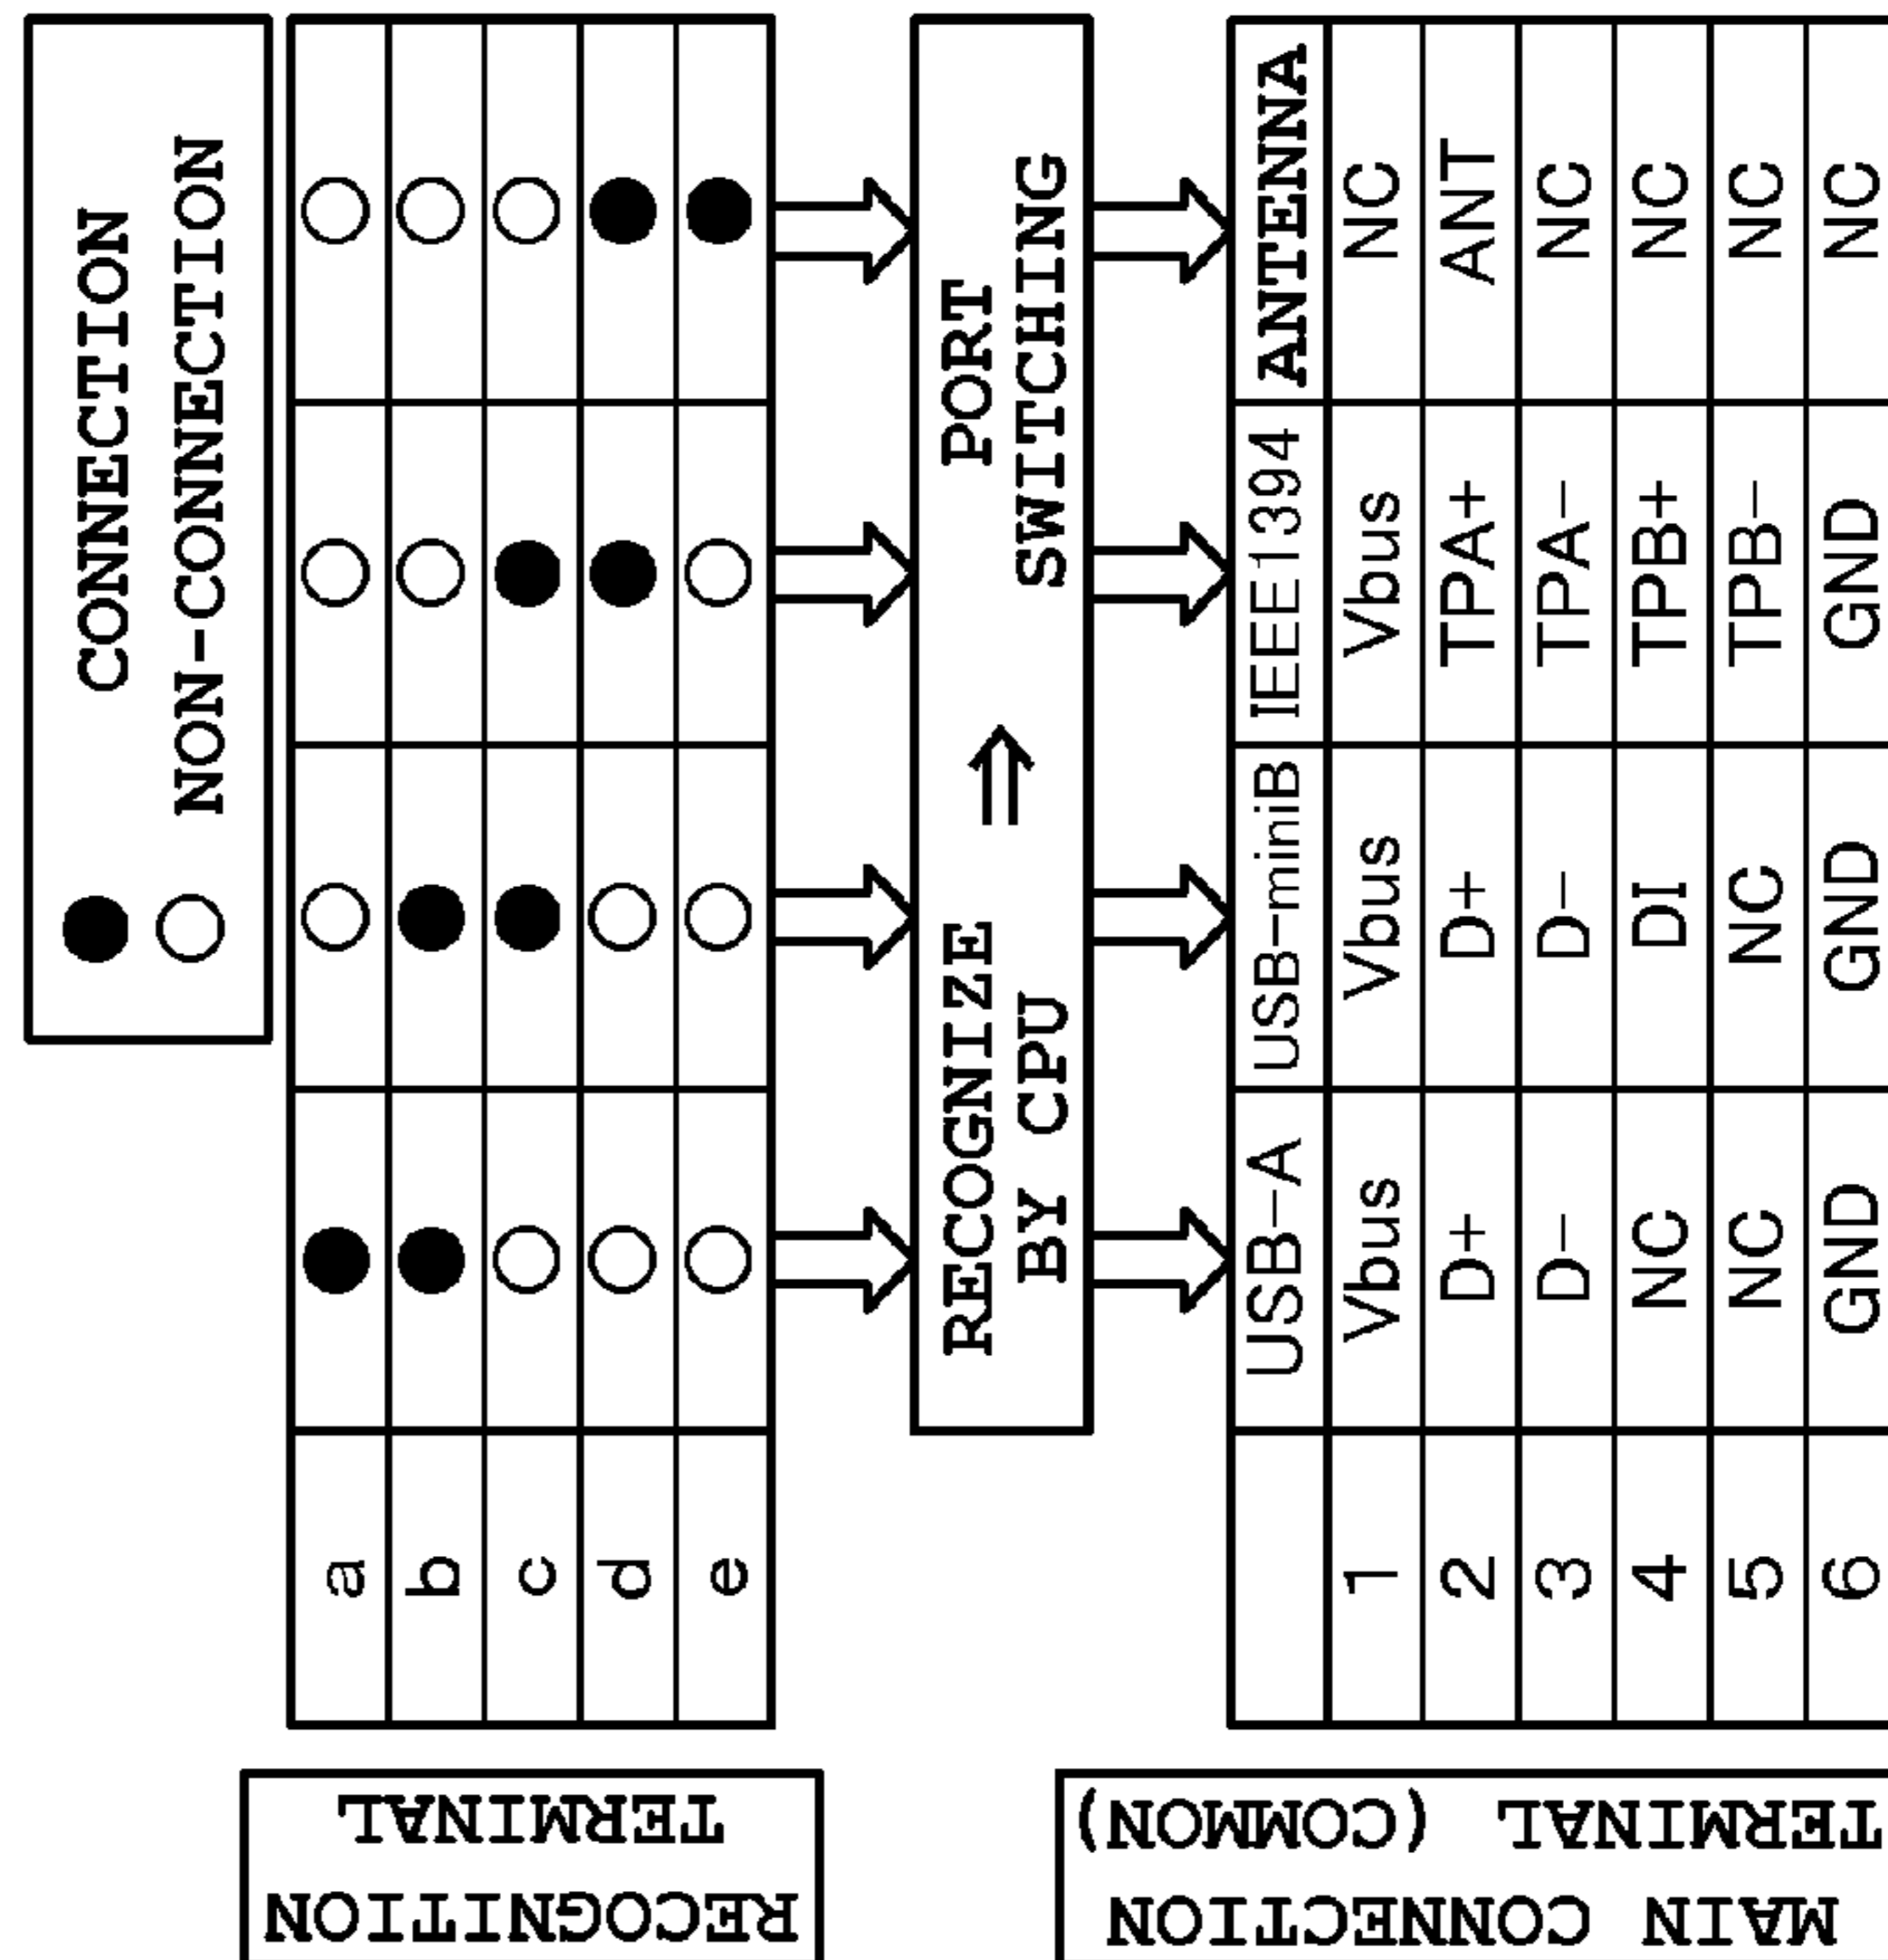 ● CONNECTION
○ NON-CONNECTION
RECOGNITION
TERMINAL
a ● ○ ○ ○
b ● ● ○ ○
c ○ ● ● ○
d ○ ○ ● ●
e ○ ○ ○ ●
RECOGNIZE ⇒ PORT
BY CPU SWITCHING
MAIN CONNECTION
TERMINAL (COMMON)
USB-A USB-miniB IEEE1394 ANTENNA
1 Vbus Vbus Vbus NC
2 D+ D+ TPA+ ANT
3 D- D- TPA- NC
4 NC DI TPB+ NC
5 NC NC TPB- NC
6 GND GND GND NC